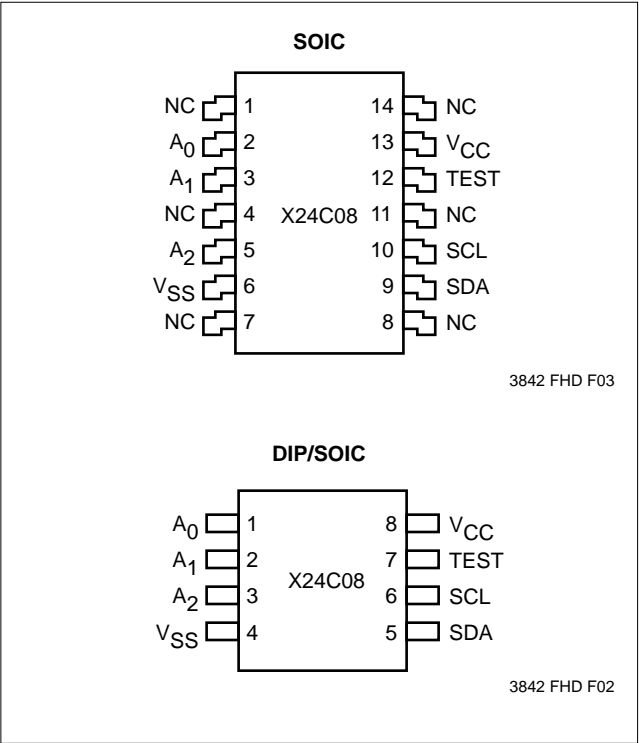 SOIC
NC 1 14 NC
A0 2 13 VCC
A1 3 12 TEST
NC 4 X24C08 11 NC
A2 5 10 SCL
VSS 6 9 SDA
NC 7 8 NC
3842 FHD F03
DIP/SOIC
A0 1 8 VCC
A1 2 7 TEST
X24C08
A2 3 6 SCL
VSS 4 5 SDA
3842 FHD F02